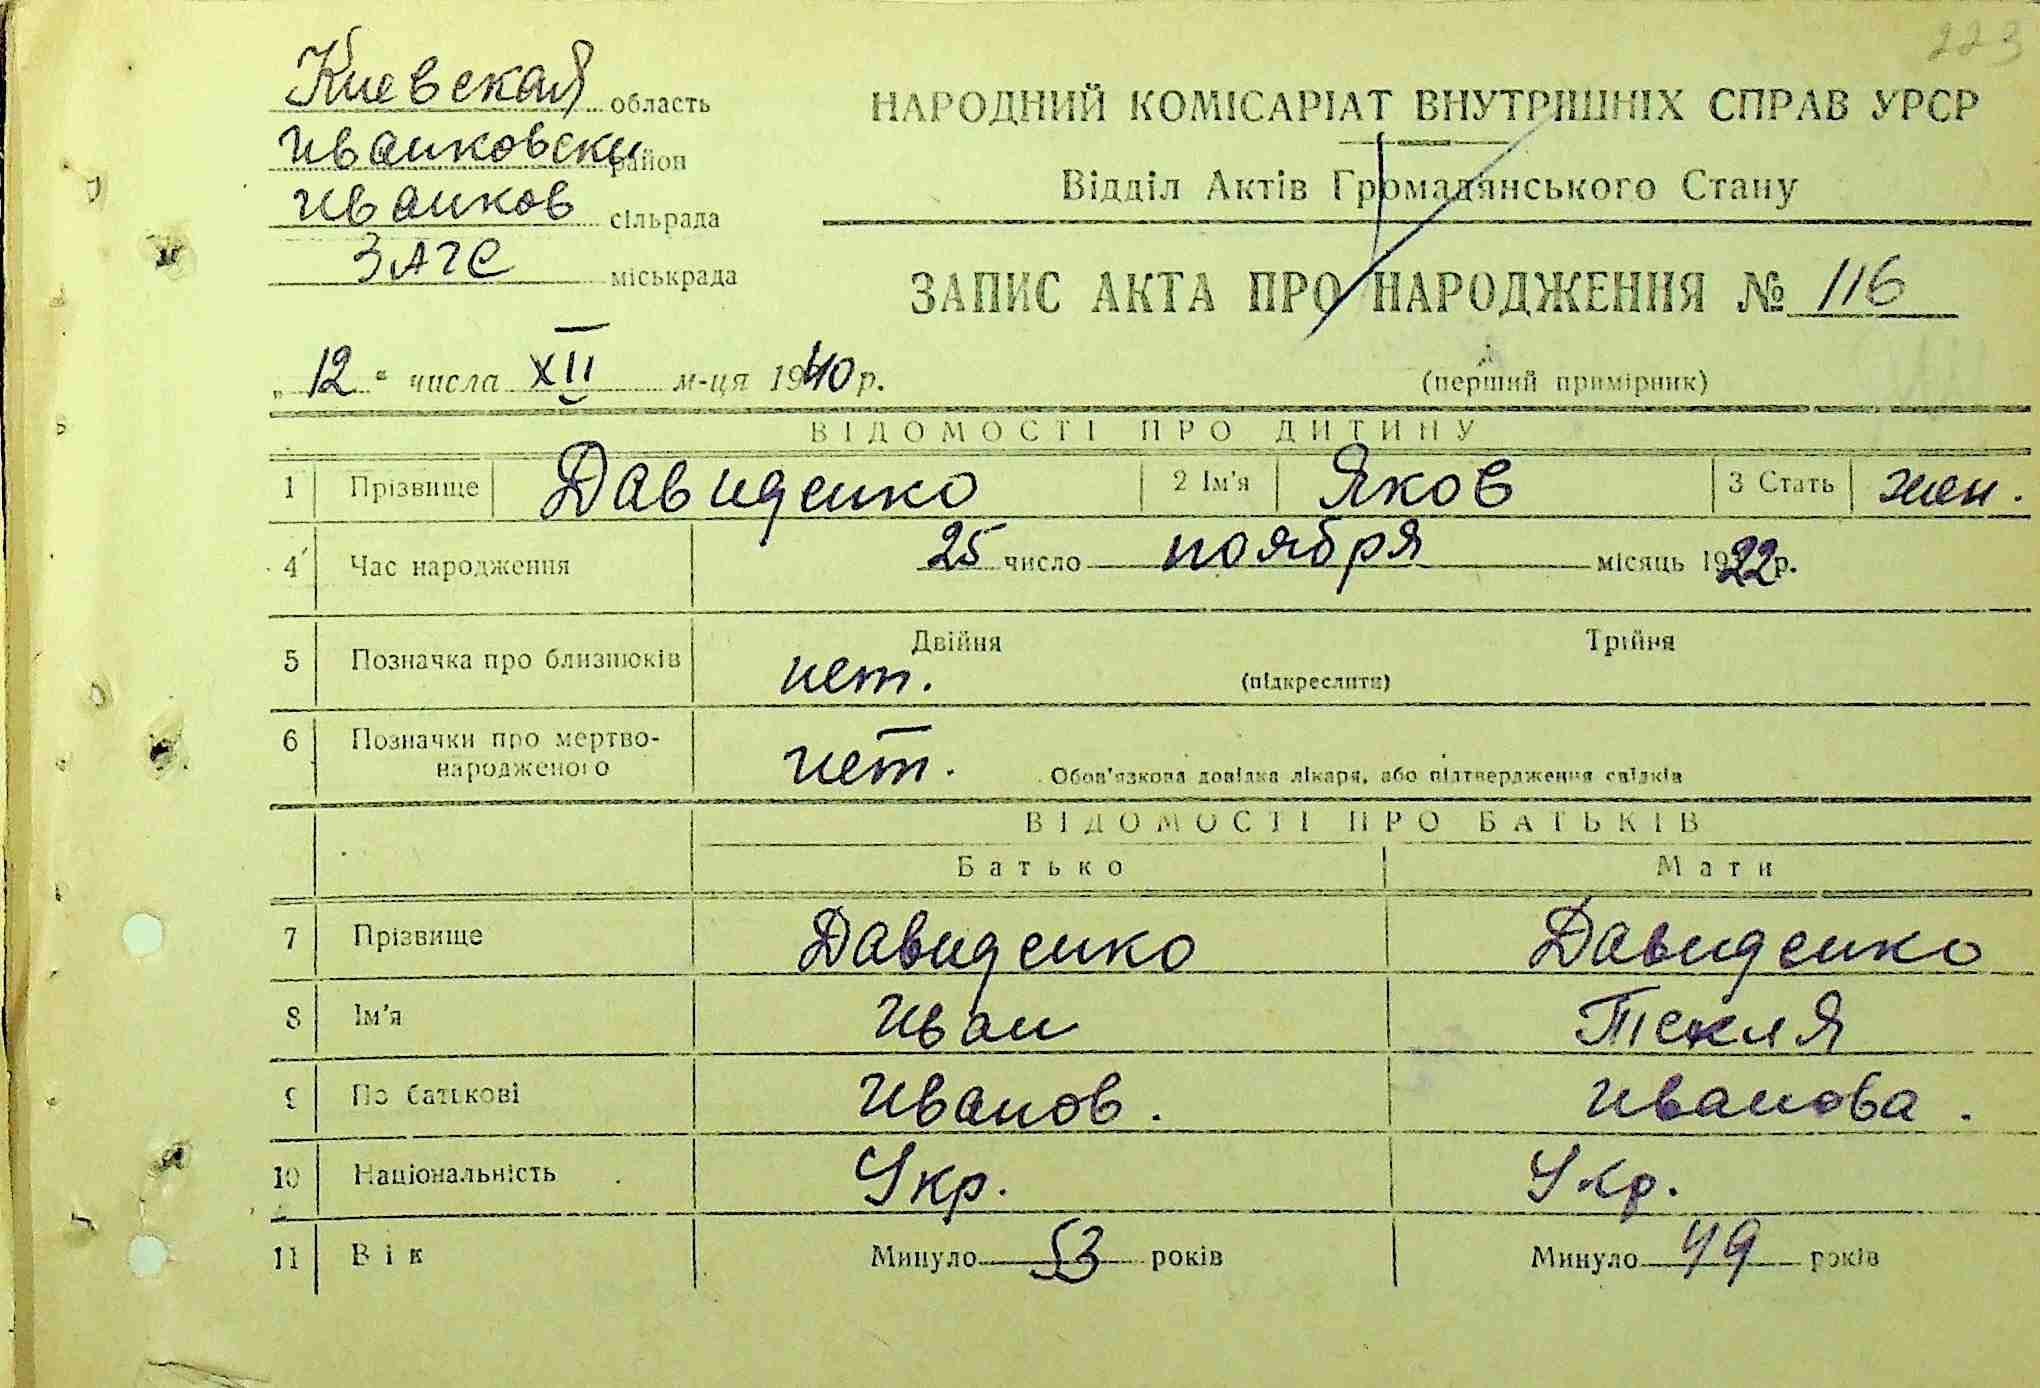 223
Киевская область
НАРОДНИЙ КОМІСАРІАТ ВНУТРІШНІХ СПРАВ УРСР
Иванковски район
Відділ Актів Громадянського Стану
Иванков сільрада
ЗАГС міськрада
ЗАПИС АКТА ПРО НАРОДЖЕННЯ № 116
„12“ числа XII м-ця 1940 р.
(перший примірник)
ВІДОМОСТІ ПРО ДИТИНУ
1 Прізвище Давиденко 2 Ім'я Яков 3 Стать жен.
4 Час народження 25 число ноября місяць 1922 р.
5 Позначка про близнюків нет. Двійня Трійня
(підкреслити)
6 Позначки про мертво-
народженого нет. Обов'язкова довідка лікаря, або підтвердження свідків
ВІДОМОСТІ ПРО БАТЬКІВ
Батько Мати
7 Прізвище Давиденко Давиденко
8 Ім'я Иван Текля
9 По батькові Иванов. Иванова.
10 Національність Укр. Укр.
11 Вік Минуло 53 років Минуло 49 років